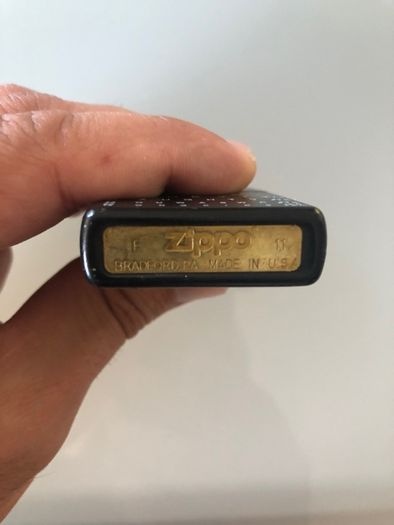 F Zippo 11
BRADFORD.PA. MADE IN U.S.A